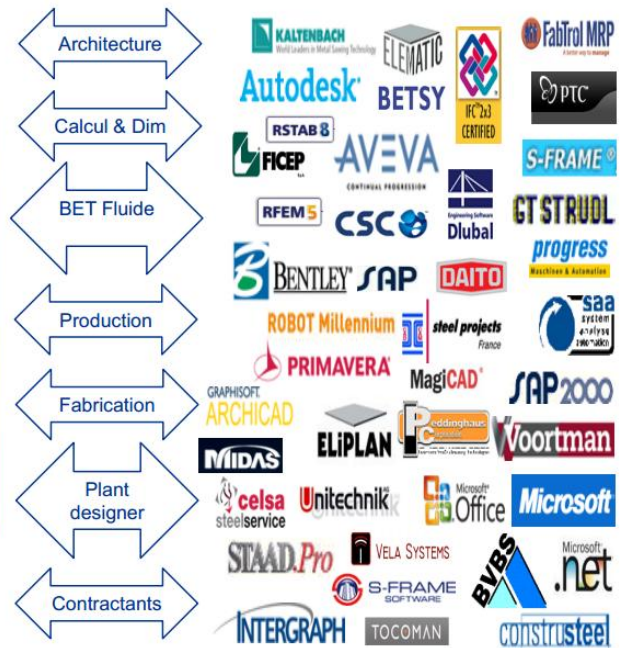 Architecture
Calcul & Dim
BET Fluide
Production
Fabrication
Plant
designer
Contractants
KALTENBACH
World Leaders in Metal Sawing Technology
ELEMATIC
IFC 2x3
CERTIFIED
FabTrol MRP
A better way to manage
Autodesk®
BETSY
PTC
RSTAB 8
FICEP
S.p.A.
AVEVA
CONTINUAL PROGRESSION
S-FRAME®
RFEM 5
CSC
Engineering Software
Dlubal
GT STRUDL
progress
Maschinen & Automation
BENTLEY
SAP
DAITO
ROBOT Millennium
steel projects
France
saa
system
analyse
automation
PRIMAVERA
MagiCAD
SAP2000
GRAPHISOFT
ARCHICAD
ELiPLAN
Peddinghaus
Corporation
Voortman
MIDAS
celsa
steelservice
Unitechnik
Microsoft
Office
Microsoft
STAAD.Pro
VELA SYSTEMS
S-FRAME
SOFTWARE
BVBS
Microsoft
.net
INTERGRAPH
TOCOMAN
construsteel